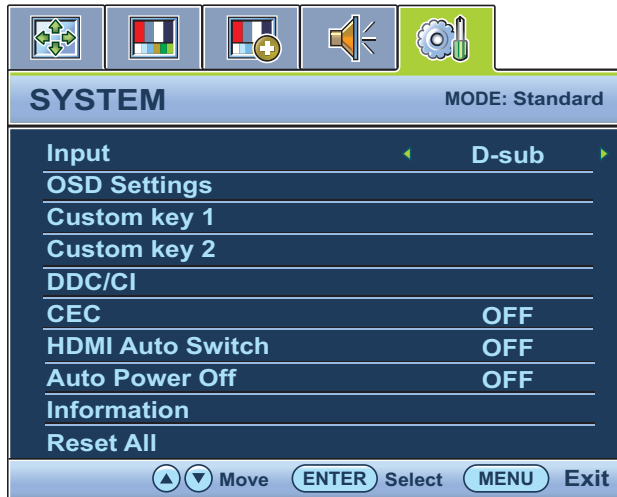 SYSTEM MODE: Standard
Input D-sub
OSD Settings
Custom key 1
Custom key 2
DDC/CI
CEC OFF
HDMI Auto Switch OFF
Auto Power Off OFF
Information
Reset All
Move ENTER Select MENU Exit